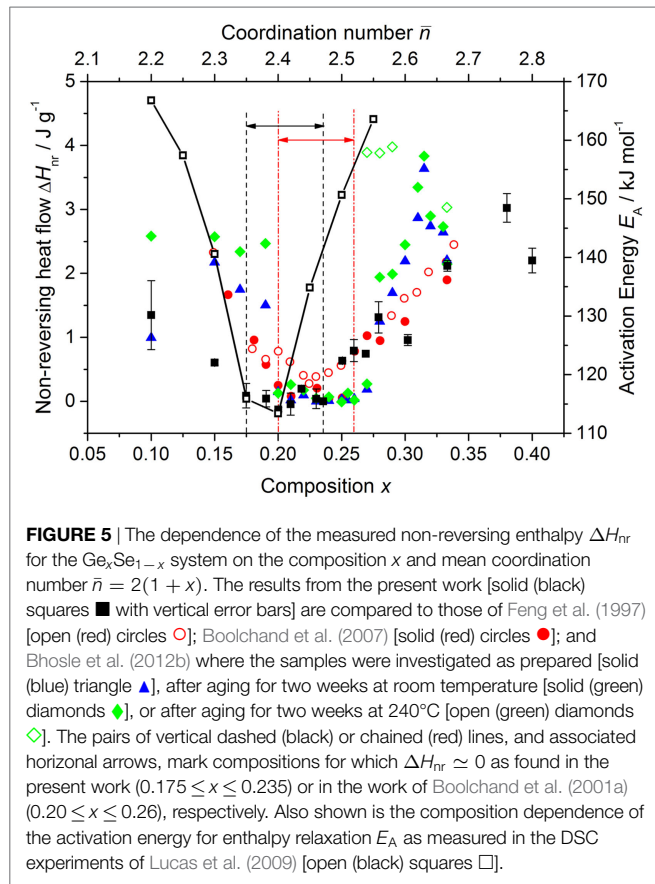 Coordination number n̄
2.1 2.2 2.3 2.4 2.5 2.6 2.7 2.8
5 170
4 160
3 150
2 140
1 130
0 120
110
Non-reversing heat flow ΔH_nr / J g⁻¹
Activation Energy E_A / kJ mol⁻¹
0.05 0.10 0.15 0.20 0.25 0.30 0.35 0.40
Composition x
FIGURE 5 | The dependence of the measured non-reversing enthalpy ΔH_nr
for the Ge_xSe_1−x system on the composition x and mean coordination
number n̄ = 2(1 + x). The results from the present work [solid (black)
squares ■ with vertical error bars] are compared to those of Feng et al. (1997)
[open (red) circles ○]; Boolchand et al. (2007) [solid (red) circles ●]; and
Bhosle et al. (2012b) where the samples were investigated as prepared [solid
(blue) triangle ▲], after aging for two weeks at room temperature [solid (green)
diamonds ◆], or after aging for two weeks at 240°C [open (green) diamonds
◇]. The pairs of vertical dashed (black) or chained (red) lines, and associated
horizonal arrows, mark compositions for which ΔH_nr ≃ 0 as found in the
present work (0.175 ≤ x ≤ 0.235) or in the work of Boolchand et al. (2001a)
(0.20 ≤ x ≤ 0.26), respectively. Also shown is the composition dependence of
the activation energy for enthalpy relaxation E_A as measured in the DSC
experiments of Lucas et al. (2009) [open (black) squares □].